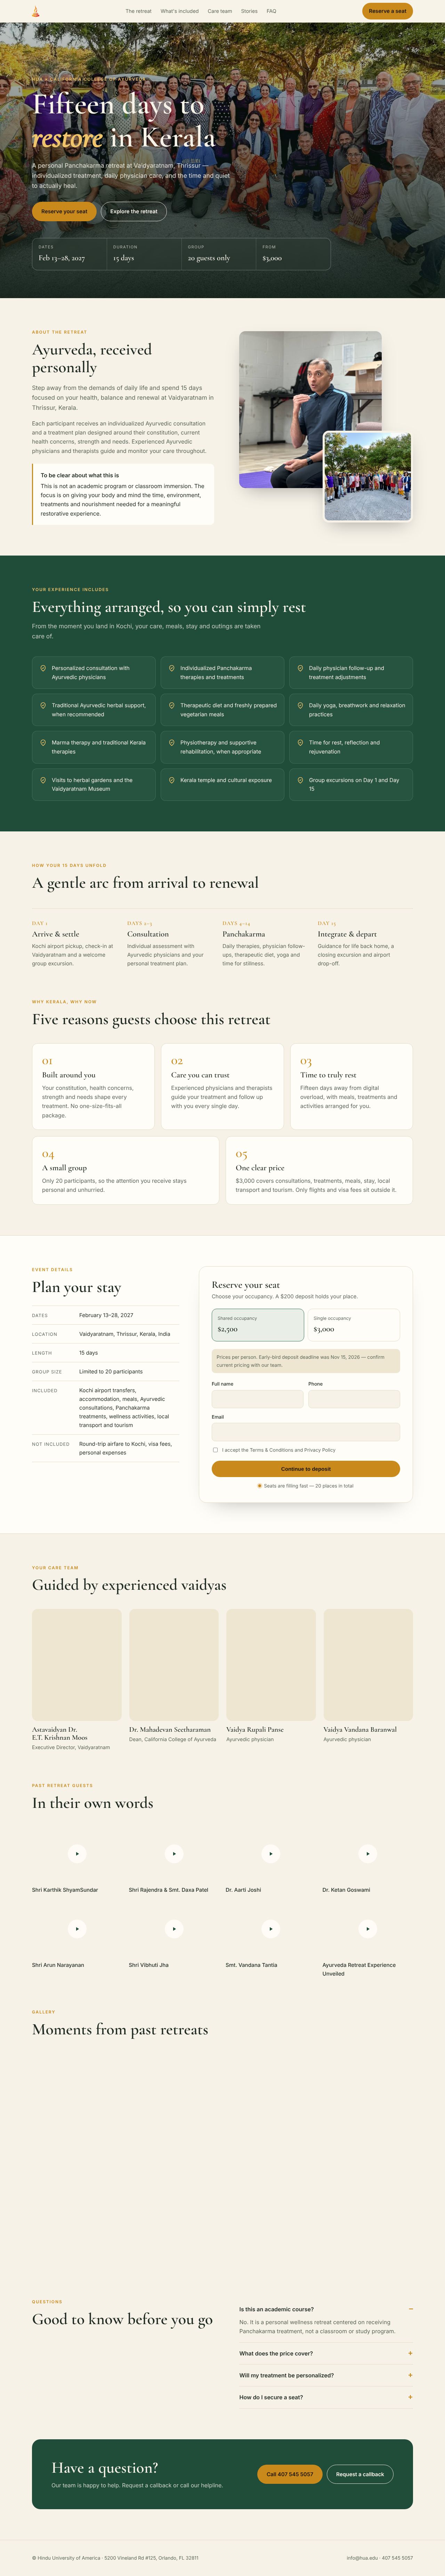 The retreat
What's included
Care team
Stories
FAQ
Reserve a seat
HUA × CALIFORNIA COLLEGE OF AYURVEDA
Fifteen days to
restore in Kerala
A personal Panchakarma retreat at Vaidyaratnam, Thrissur —
individualized treatment, daily physician care, and the time and quiet
to actually heal.
Reserve your seat
Explore the retreat
DATES
Feb 13–28, 2027
DURATION
15 days
GROUP
20 guests only
FROM
$3,000
ABOUT THE RETREAT
Ayurveda, received
personally
Step away from the demands of daily life and spend 15 days
focused on your health, balance and renewal at Vaidyaratnam in
Thrissur, Kerala.
Each participant receives an individualized Ayurvedic consultation
and a treatment plan designed around their constitution, current
health concerns, strength and needs. Experienced Ayurvedic
physicians and therapists guide and monitor your care throughout.
To be clear about what this is
This is not an academic program or classroom immersion. The
focus is on giving your body and mind the time, environment,
treatments and nourishment needed for a meaningful
restorative experience.
YOUR EXPERIENCE INCLUDES
Everything arranged, so you can simply rest
From the moment you land in Kochi, your care, meals, stay and outings are taken
care of.
Personalized consultation with
Ayurvedic physicians
Individualized Panchakarma
therapies and treatments
Daily physician follow-up and
treatment adjustments
Traditional Ayurvedic herbal support,
when recommended
Therapeutic diet and freshly prepared
vegetarian meals
Daily yoga, breathwork and relaxation
practices
Marma therapy and traditional Kerala
therapies
Physiotherapy and supportive
rehabilitation, when appropriate
Time for rest, reflection and
rejuvenation
Visits to herbal gardens and the
Vaidyaratnam Museum
Kerala temple and cultural exposure
Group excursions on Day 1 and Day
15
HOW YOUR 15 DAYS UNFOLD
A gentle arc from arrival to renewal
DAY 1
Arrive & settle
Kochi airport pickup, check-in at
Vaidyaratnam and a welcome
group excursion.
DAYS 2–3
Consultation
Individual assessment with
Ayurvedic physicians and your
personal treatment plan.
DAYS 3–14
Panchakarma
Daily therapies, physician follow-
ups, therapeutic diet, yoga and
time for stillness.
DAY 15
Integrate & depart
Guidance for life back home, a
closing excursion and airport
drop-off.
WHY KERALA, WHY NOW
Five reasons guests choose this retreat
01
Built around you
Your constitution, health concerns,
strength and needs shape every
treatment. No one-size-fits-all
package.
02
Care you can trust
Experienced physicians and therapists
guide your treatment and follow up
with you every single day.
03
Time to truly rest
Fifteen days away from digital
overload, with meals, treatments and
activities arranged for you.
04
A small group
Only 20 participants, so the attention you receive stays
personal and unhurried.
05
One clear price
$3,000 covers consultations, treatments, meals, stay, local
transport and tourism. Only flights and visa fees sit outside it.
EVENT DETAILS
Plan your stay
DATES
February 13–28, 2027
LOCATION
Vaidyaratnam, Thrissur, Kerala, India
LENGTH
15 days
GROUP SIZE
Limited to 20 participants
INCLUDED
Kochi airport transfers,
accommodation, meals, Ayurvedic
consultations, Panchakarma
treatments, wellness activities, local
transport and tourism
NOT INCLUDED
Round-trip airfare to Kochi, visa fees,
personal expenses
Reserve your seat
Choose your occupancy. A $200 deposit holds your place.
Shared occupancy
$2,500
Single occupancy
$3,000
Prices per person. Early-bird deposit deadline was Nov 15, 2026 — confirm
current pricing with our team.
Full name
Phone
Email
I accept the Terms & Conditions and Privacy Policy
Continue to deposit
Seats are filling fast — 20 places in total
YOUR CARE TEAM
Guided by experienced vaidyas
Astavaidyan Dr.
E.T. Krishnan Moos
Executive Director, Vaidyaratnam
Dr. Mahadevan Seetharaman
Dean, California College of Ayurveda
Vaidya Rupali Panse
Ayurvedic physician
Vaidya Vandana Baranwal
Ayurvedic physician
PAST RETREAT GUESTS
In their own words
Shri Karthik ShyamSundar
Shri Rajendra & Smt. Daxa Patel
Dr. Aarti Joshi
Dr. Ketan Goswami
Shri Arun Narayanan
Shri Vibhuti Jha
Smt. Vandana Tantia
Ayurveda Retreat Experience
Unveiled
GALLERY
Moments from past retreats
QUESTIONS
Good to know before you go
Is this an academic course?
No. It is a personal wellness retreat centered on receiving
Panchakarma treatment, not a classroom or study program.
What does the price cover?
Will my treatment be personalized?
How do I secure a seat?
Have a question?
Our team is happy to help. Request a callback or call our helpline.
Call 407 545 5057
Request a callback
© Hindu University of America · 5200 Vineland Rd #125, Orlando, FL 32811
info@hua.edu · 407 545 5057